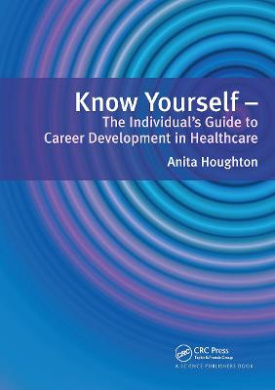 Know Yourself –
The Individual's Guide to
Career Development in Healthcare
Anita Houghton
CRC
CRC Press
Taylor & Francis Group
A SCIENCE PUBLISHERS BOOK